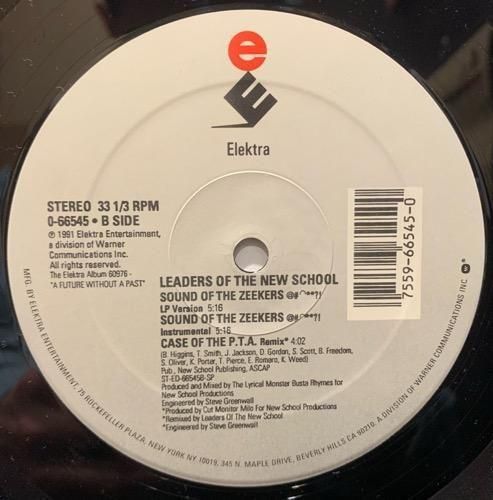 e
E
Elektra
STEREO 33 1/3 RPM
0-66545 • B SIDE
℗ 1991 Elektra Entertainment,
a division of Warner
Communications Inc.
All rights reserved.
The Elektra Album 60976 -
"A FUTURE WITHOUT A PAST"
7559-66545-0
LEADERS OF THE NEW SCHOOL
SOUND OF THE ZEEKERS @#⌒**?!
LP Version 5:16
SOUND OF THE ZEEKERS @#⌒**?!
Instrumental 5:16
CASE OF THE P.T.A. Remix* 4:02
(B. Higgins, T. Smith, J. Jackson, D. Gordon, S. Scott, B. Freedom,
S. Oliver, K. Porter, T. Pierce, E. Romera, K. Weed)
Pub., New School Publishing, ASCAP
ST-ED-66545B-SP
Produced and Mixed by The Lyrical Monster Busta Rhymes for
New School Productions
Engineered by Steve Greenwall
*Produced by Cut Monitor Milo For New School Productions
*Remixed by Leaders Of The New School
*Engineered by Steve Greenwall
MFG. BY ELEKTRA ENTERTAINMENT, 75 ROCKEFELLER PLAZA, NEW YORK NY 10019, 345 N. MAPLE DRIVE, BEVERLY HILLS CA 90210, A DIVISION OF WARNER COMMUNICATIONS INC